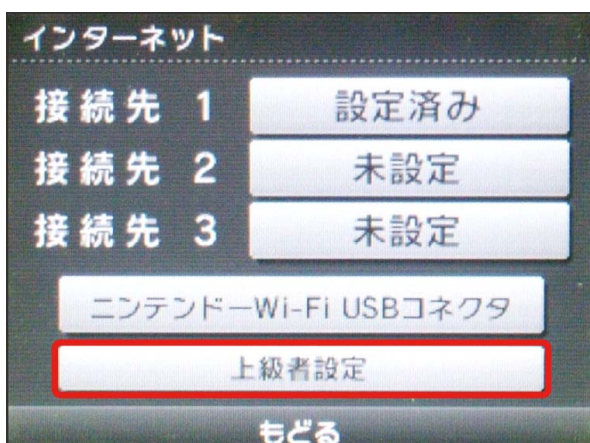 インターネット
接続先 1 設定済み
接続先 2 未設定
接続先 3 未設定
ニンテンドーWi-Fi USBコネクタ
上級者設定
もどる